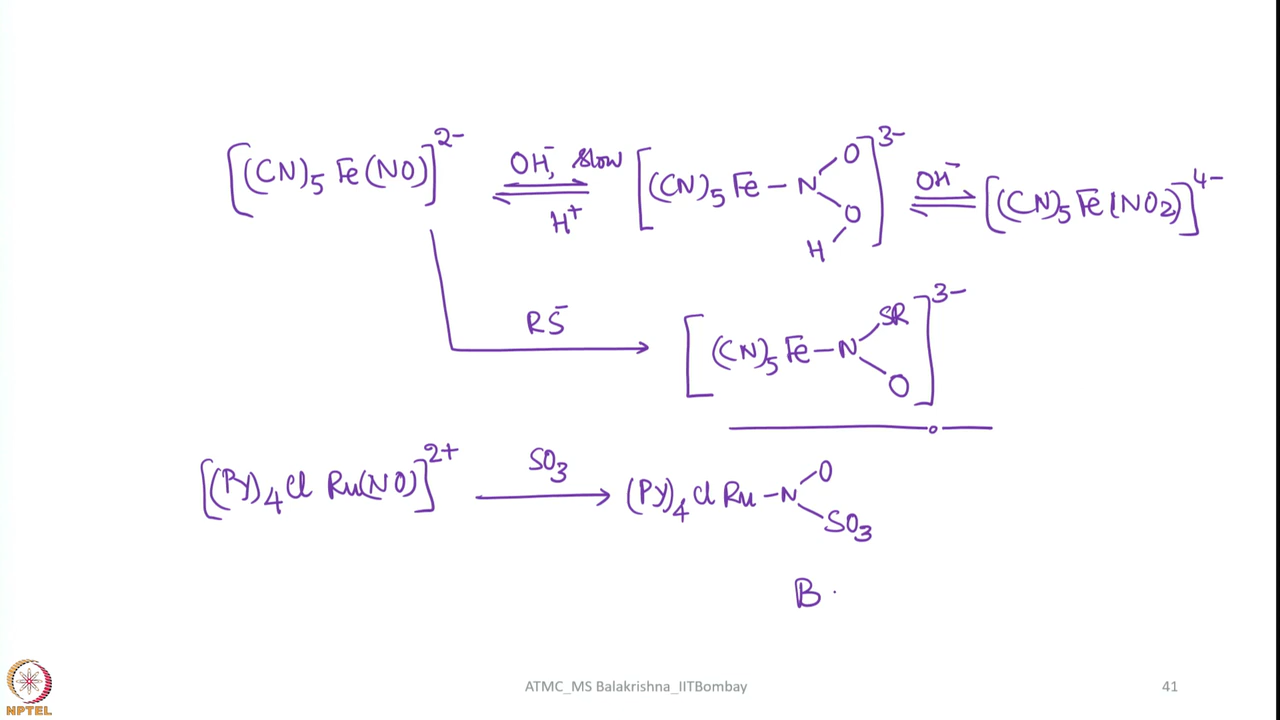 [(CN)5 Fe(NO)]2- OH-, slow H+ [(CN)5 Fe - N O O H]3- OH- [(CN)5 Fe(NO2)]4-
RS- [(CN)5 Fe - N SR O]3-
[(Py)4 Cl Ru(NO)]2+ SO3 (Py)4 Cl Ru - N O SO3
B
NPTEL
ATMC_MS Balakrishna_IITBombay
41